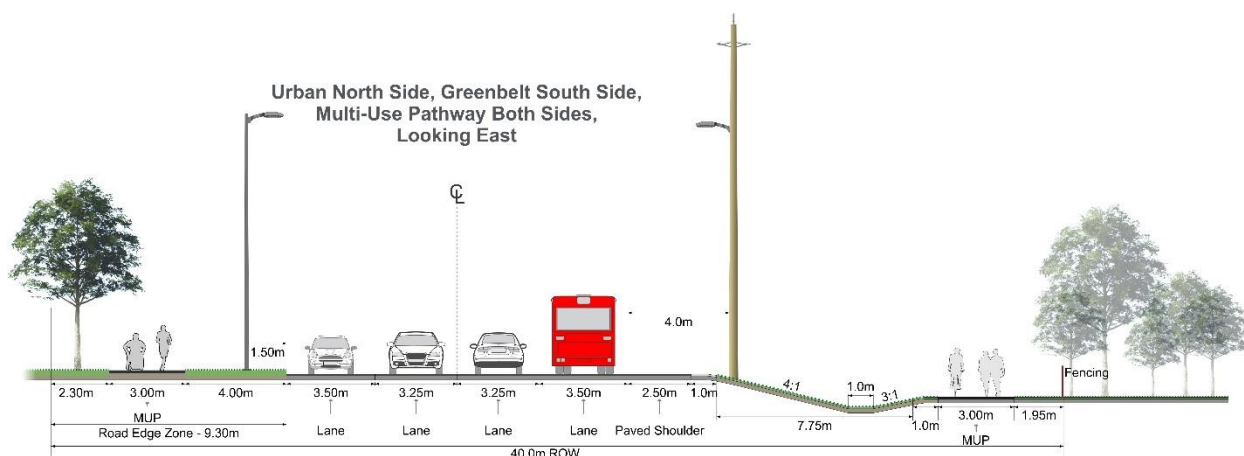 Urban North Side, Greenbelt South Side,
Multi-Use Pathway Both Sides,
Looking East
CL
4.0m
1.50m
4:1
1.0m
3:1
Fencing
2.30m
3.00m
4.00m
3.50m
3.25m
3.25m
3.50m
2.50m
1.0m
7.75m
1.0m
3.00m
1.95m
MUP
Lane
Lane
Lane
Lane
Paved Shoulder
MUP
Road Edge Zone - 9.30m
40.0m ROW